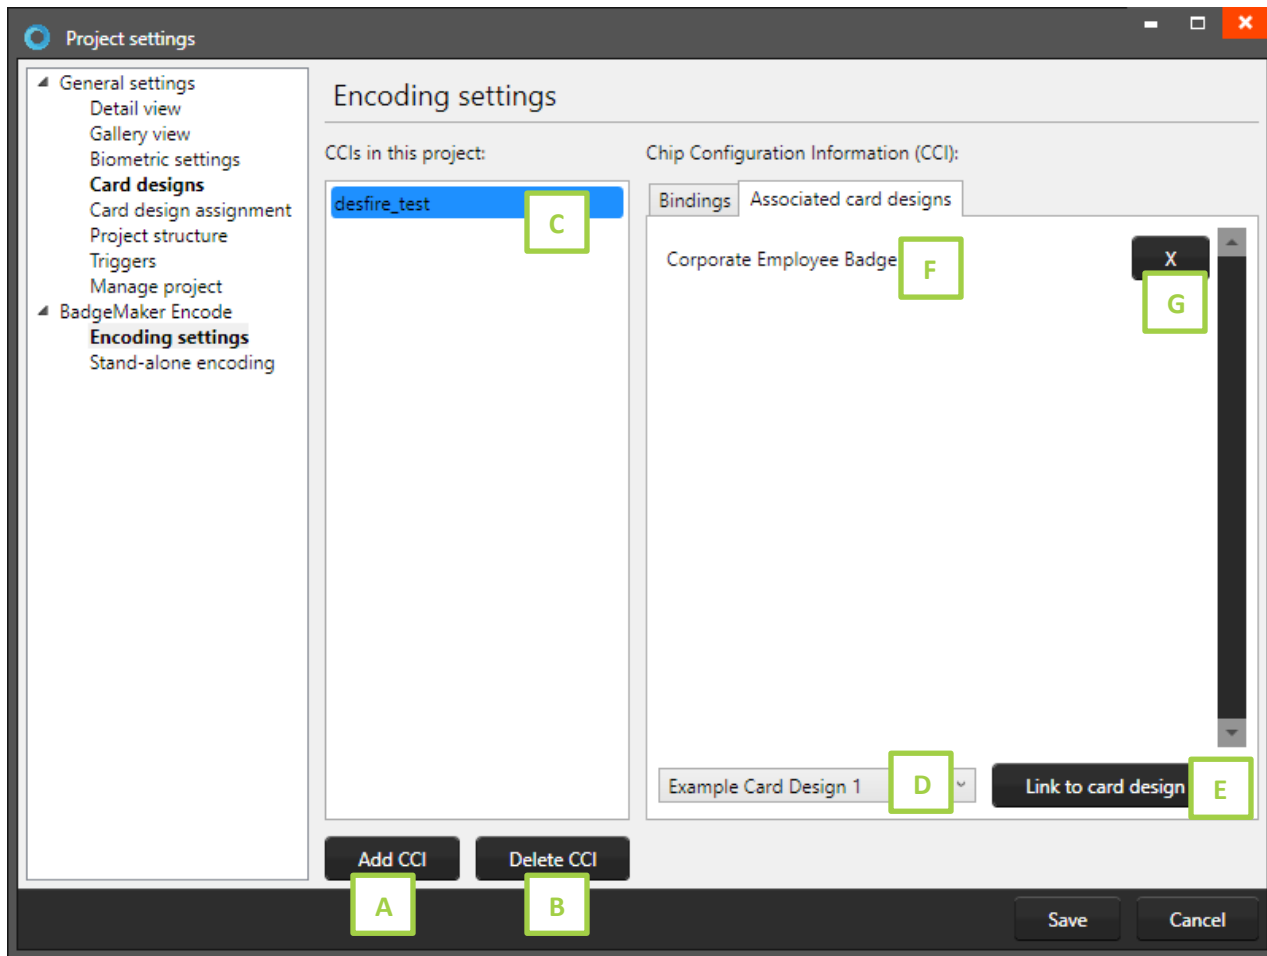 Project settings
General settings
Detail view
Gallery view
Biometric settings
Card designs
Card design assignment
Project structure
Triggers
Manage project
BadgeMaker Encode
Encoding settings
Stand-alone encoding
Encoding settings
CCIs in this project:
desfire_test
C
Add CCI
Delete CCI
A
B
Chip Configuration Information (CCI):
Bindings
Associated card designs
Corporate Employee Badge
F
X
G
Example Card Design 1
D
Link to card design
E
Save
Cancel